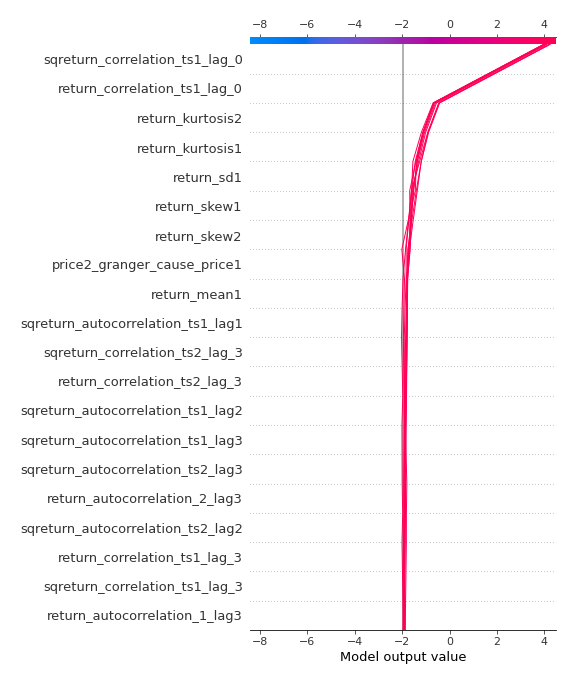 −8 −6 −4 −2 0 2 4
sqreturn_correlation_ts1_lag_0
return_correlation_ts1_lag_0
return_kurtosis2
return_kurtosis1
return_sd1
return_skew1
return_skew2
price2_granger_cause_price1
return_mean1
sqreturn_autocorrelation_ts1_lag1
sqreturn_correlation_ts2_lag_3
return_correlation_ts2_lag_3
sqreturn_autocorrelation_ts1_lag2
sqreturn_autocorrelation_ts1_lag3
sqreturn_autocorrelation_ts2_lag3
return_autocorrelation_2_lag3
sqreturn_autocorrelation_ts2_lag2
return_correlation_ts1_lag_3
sqreturn_correlation_ts1_lag_3
return_autocorrelation_1_lag3
−8 −6 −4 −2 0 2 4
Model output value